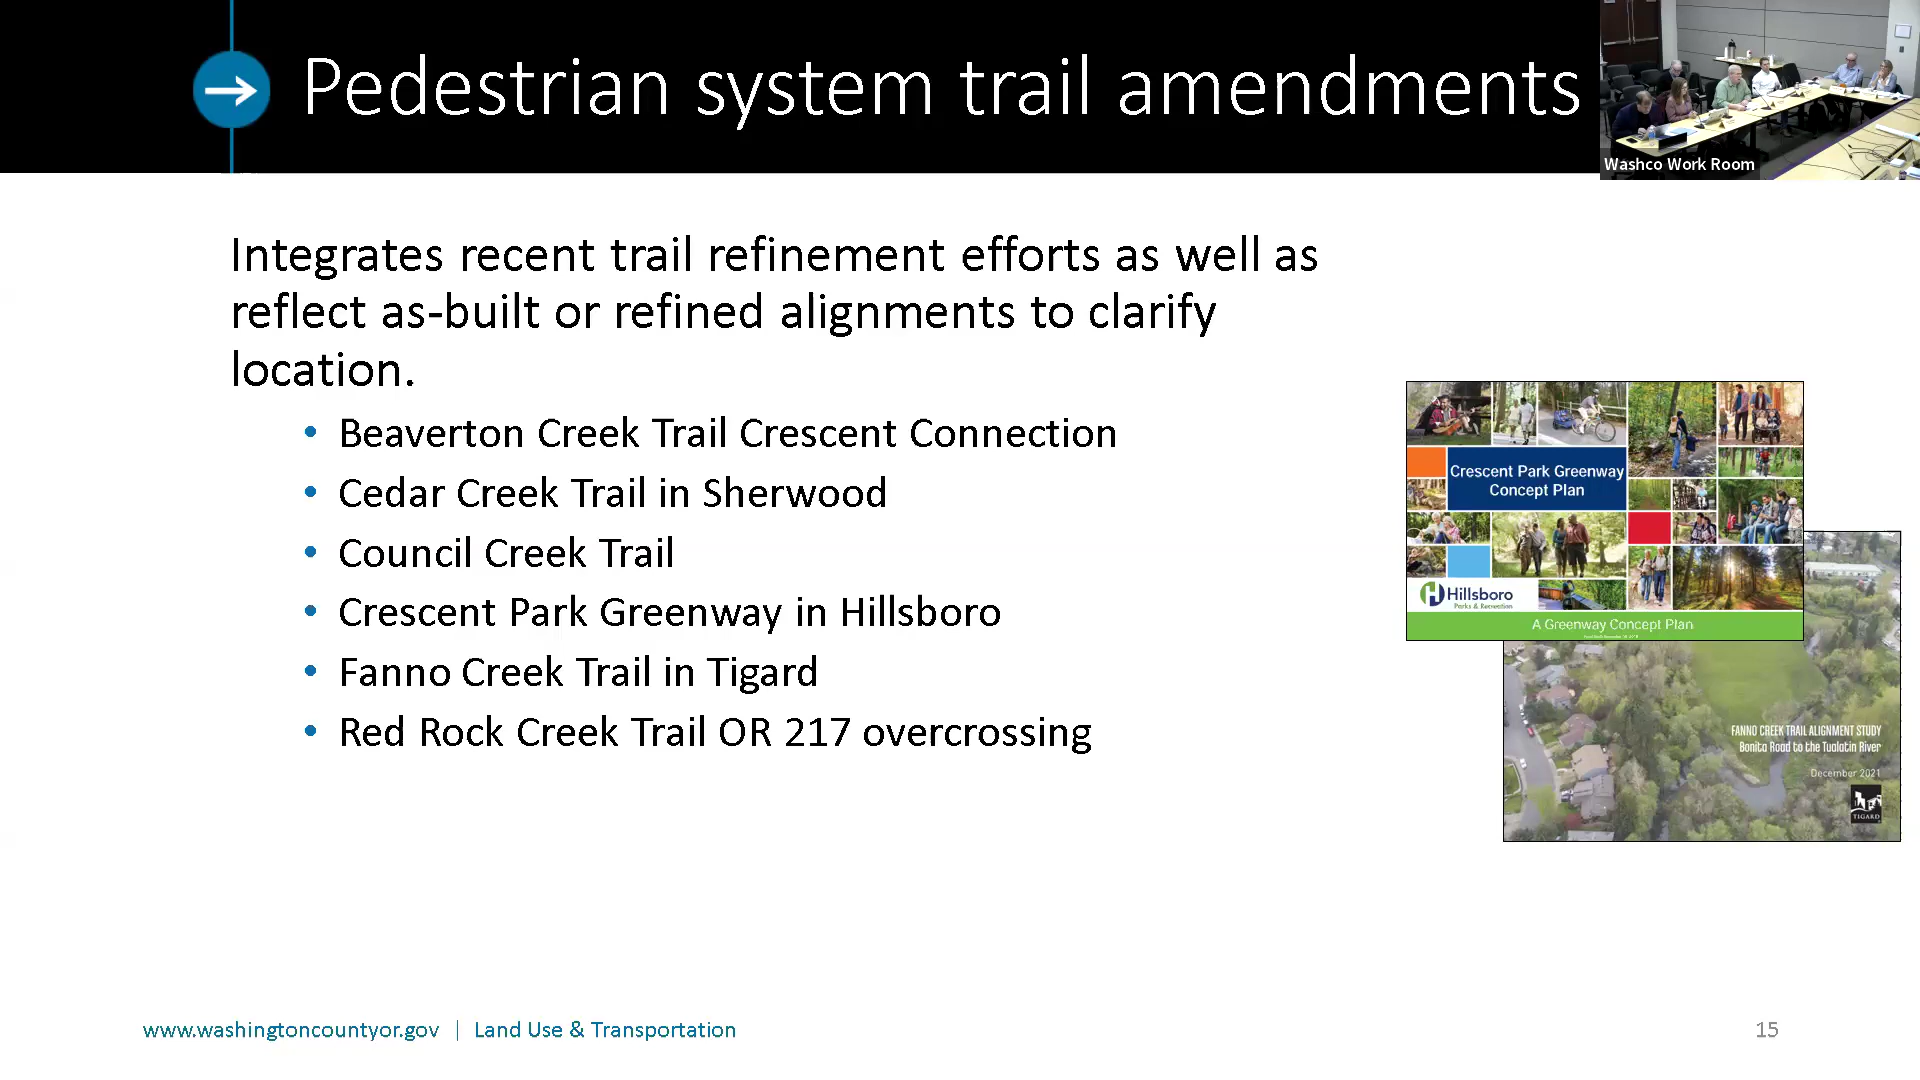 Pedestrian system trail amendments
Washco Work Room
Integrates recent trail refinement efforts as well as
reflect as-built or refined alignments to clarify
location.
• Beaverton Creek Trail Crescent Connection
• Cedar Creek Trail in Sherwood
• Council Creek Trail
• Crescent Park Greenway in Hillsboro
• Fanno Creek Trail in Tigard
• Red Rock Creek Trail OR 217 overcrossing
Crescent Park Greenway
Concept Plan
Hillsboro
Parks & Recreation
A Greenway Concept Plan
FANNO CREEK TRAIL ALIGNMENT STUDY
Bonita Road to the Tualatin River
December 2021
TIGARD
www.washingtoncountyor.gov | Land Use & Transportation
15